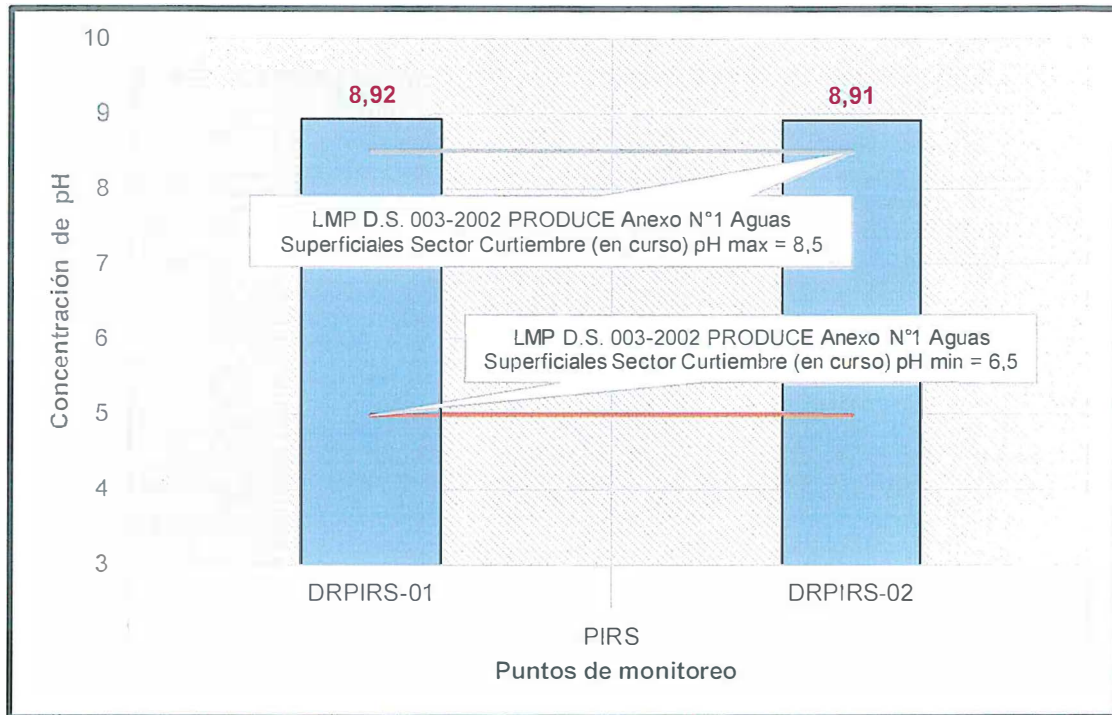 10
9
8
7
6
5
4
3
Concentración de pH
8,92
8,91
LMP D.S. 003-2002 PRODUCE Anexo N°1 Aguas
Superficiales Sector Curtiembre (en curso) pH max = 8,5
LMP D.S. 003-2002 PRODUCE Anexo N°1 Aguas
Superficiales Sector Curtiembre (en curso) pH min = 6,5
DRPIRS-01
DRPIRS-02
PIRS
Puntos de monitoreo